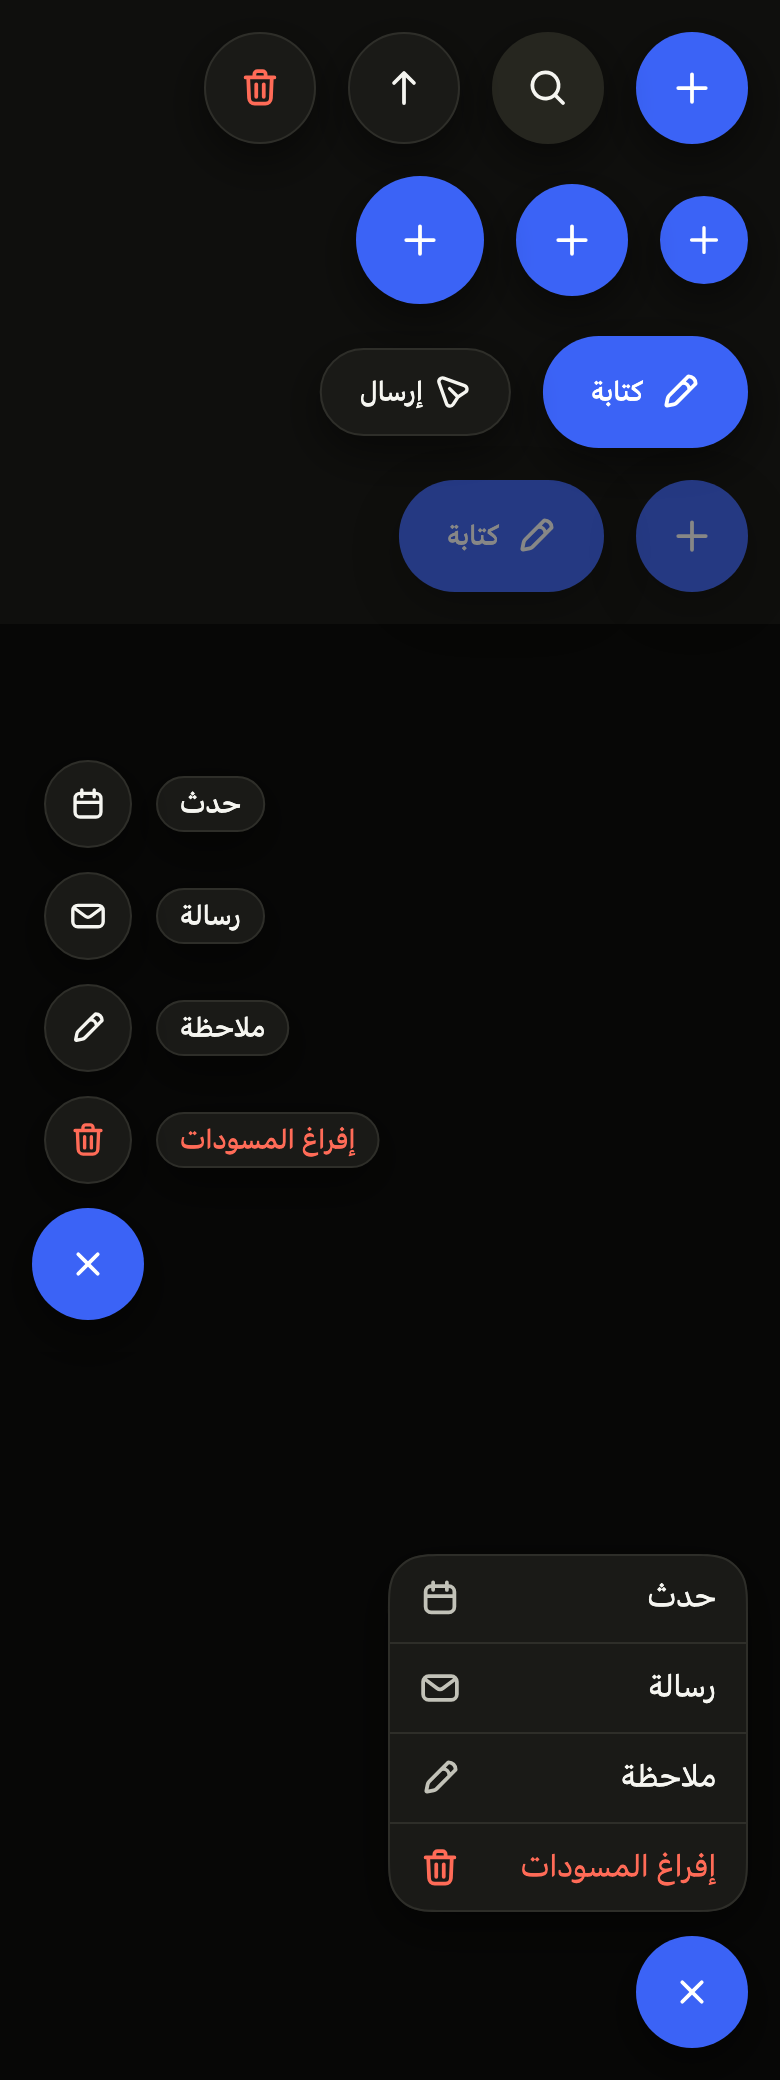 كتابة
إرسال
كتابة
حدث
رسالة
ملاحظة
إفراغ المسودات
حدث
رسالة
ملاحظة
إفراغ المسودات